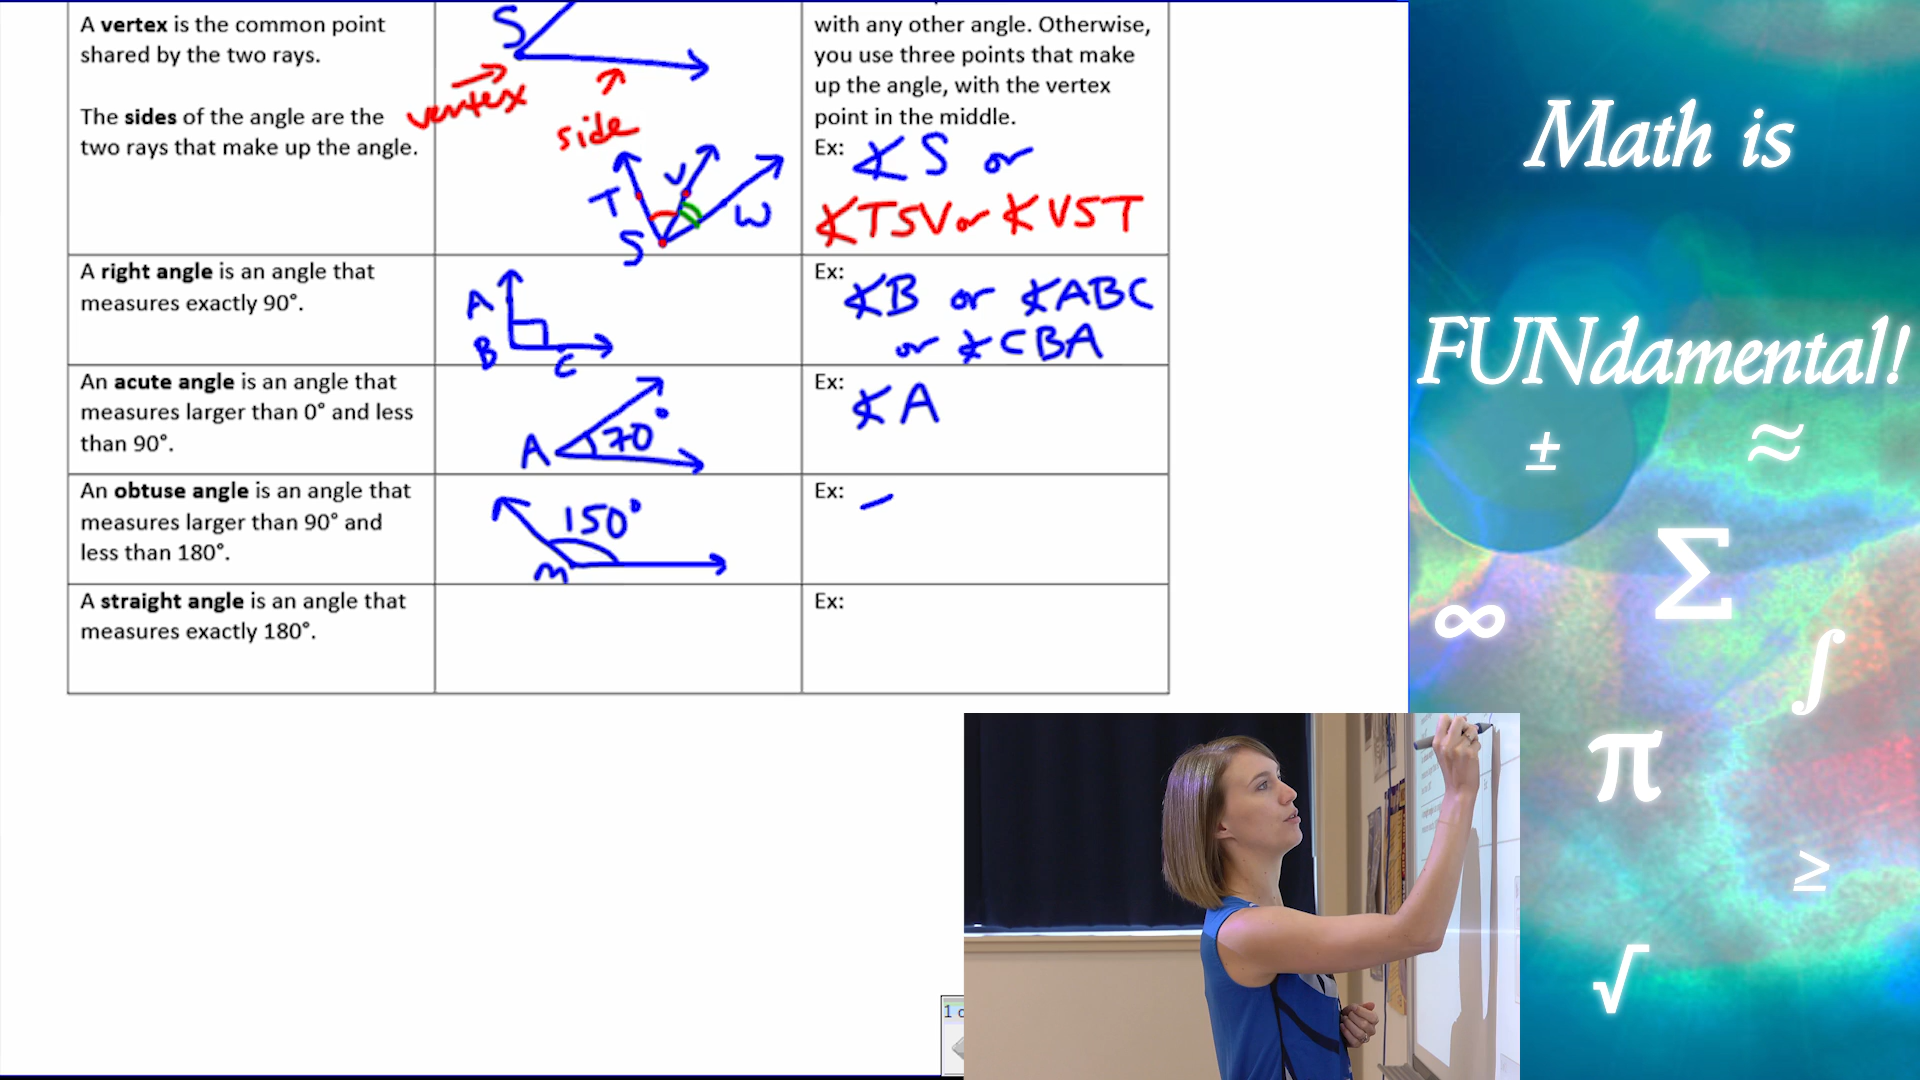 A vertex is the common point
shared by the two rays.
The sides of the angle are the
two rays that make up the angle.
S
vertex
side
T
V
W
S
with any other angle. Otherwise,
you use three points that make
up the angle, with the vertex
point in the middle.
Ex: ∠S or
∠TSV or ∠VST
A right angle is an angle that
measures exactly 90°.
A
B
C
Ex: ∠B or ∠ABC
or ∠CBA
An acute angle is an angle that
measures larger than 0° and less
than 90°.
A 70°
Ex: ∠A
An obtuse angle is an angle that
measures larger than 90° and
less than 180°.
150°
m
Ex:
A straight angle is an angle that
measures exactly 180°.
Ex:
Math is
FUNdamental!
±
≈
Σ
∞
∫
π
≥
√